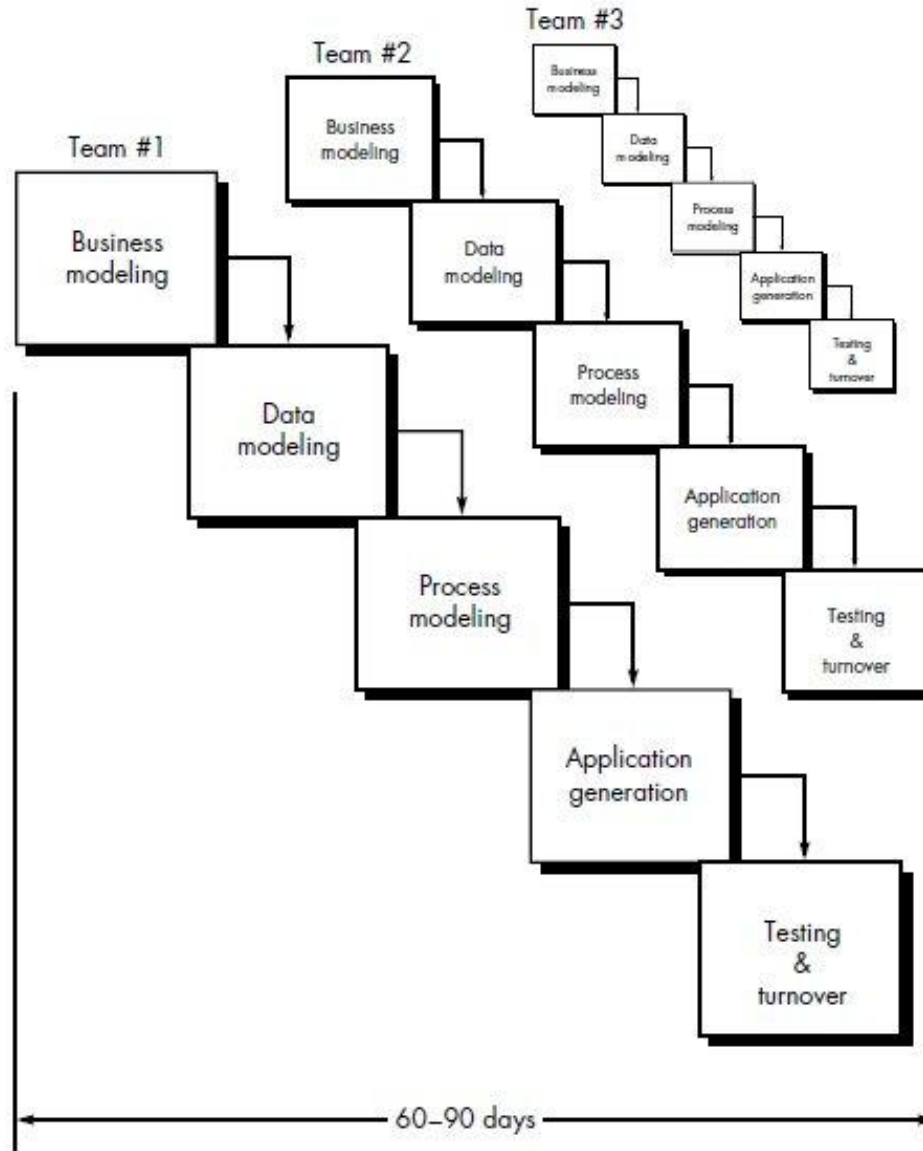 Team #1
Business
modeling
Data
modeling
Process
modeling
Application
generation
Testing
&
turnover
Team #2
Business
modeling
Data
modeling
Process
modeling
Application
generation
Testing
&
turnover
Team #3
Business
modeling
Data
modeling
Process
modeling
Application
generation
Testing
&
turnover
60–90 days